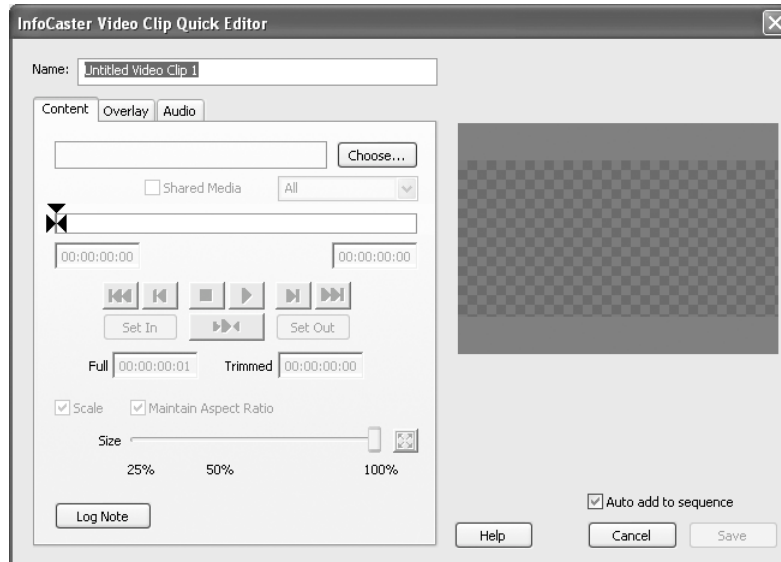 InfoCaster Video Clip Quick Editor
Name: Untitled Video Clip 1
Content Overlay Audio
Choose...
Shared Media All
00:00:00:00 00:00:00:00
Set In Set Out
Full 00:00:00:01 Trimmed 00:00:00:00
Scale Maintain Aspect Ratio
Size
25% 50% 100%
Log Note
Auto add to sequence
Help Cancel Save